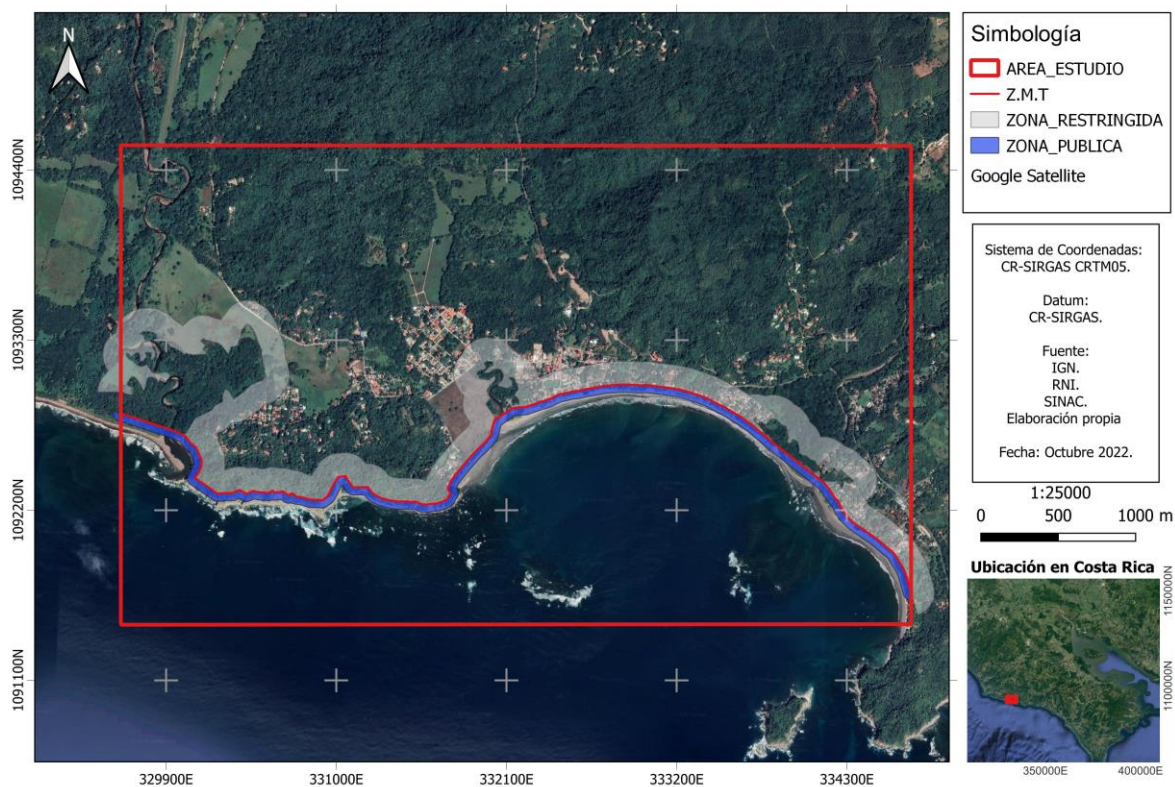 N
1094400N
1093300N
1092200N
1091100N
329900E
331000E
332100E
333200E
334300E
Simbología
AREA_ESTUDIO
Z.M.T
ZONA_RESTRINGIDA
ZONA_PUBLICA
Google Satellite
Sistema de Coordenadas:
CR-SIRGAS CRTM05.
Datum:
CR-SIRGAS.
Fuente:
IGN.
RNI.
SINAC.
Elaboración propia
Fecha: Octubre 2022.
1:25000
0 500 1000 m
Ubicación en Costa Rica
1150000N
1100000N
350000E 400000E